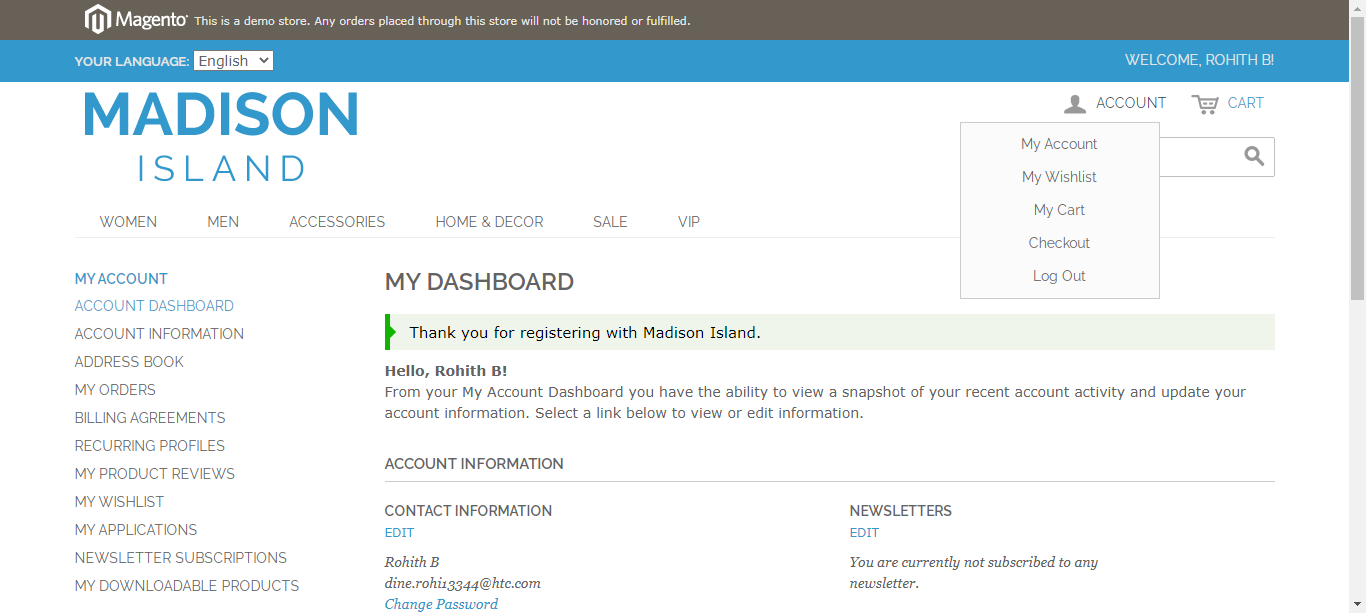 Magento® This is a demo store. Any orders placed through this store will not be honored or fulfilled.
YOUR LANGUAGE: English
WELCOME, ROHITH B!
MADISON
ISLAND
ACCOUNT
CART
My Account
My Wishlist
My Cart
Checkout
Log Out
WOMEN MEN ACCESSORIES HOME & DECOR SALE VIP
MY ACCOUNT
ACCOUNT DASHBOARD
ACCOUNT INFORMATION
ADDRESS BOOK
MY ORDERS
BILLING AGREEMENTS
RECURRING PROFILES
MY PRODUCT REVIEWS
MY WISHLIST
MY APPLICATIONS
NEWSLETTER SUBSCRIPTIONS
MY DOWNLOADABLE PRODUCTS
MY DASHBOARD
Thank you for registering with Madison Island.
Hello, Rohith B!
From your My Account Dashboard you have the ability to view a snapshot of your recent account activity and update your
account information. Select a link below to view or edit information.
ACCOUNT INFORMATION
CONTACT INFORMATION
EDIT
Rohith B
dine.rohi13344@htc.com
Change Password
NEWSLETTERS
EDIT
You are currently not subscribed to any
newsletter.